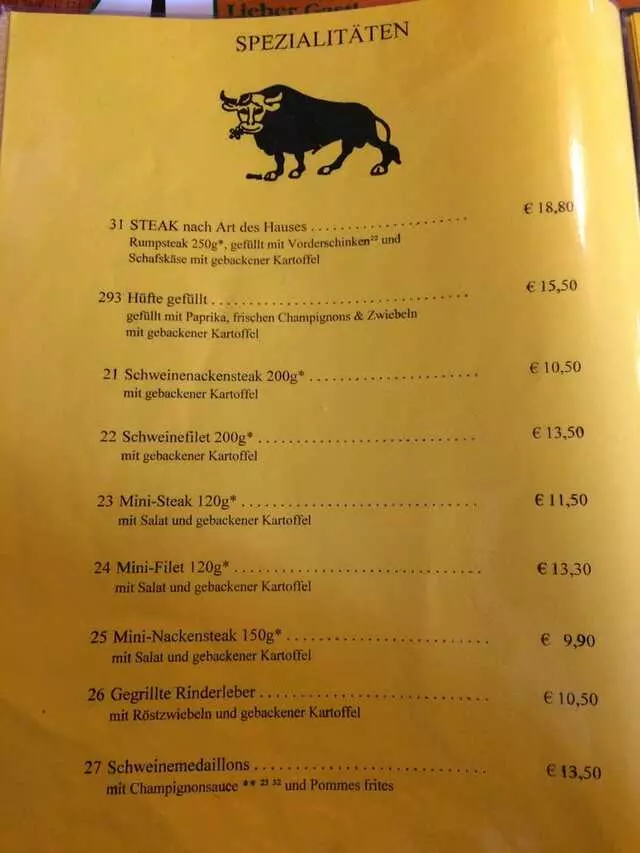 Lieber Gast!
SPEZIALITÄTEN
31 STEAK nach Art des Hauses .................... € 18,80
Rumpsteak 250g*, gefüllt mit Vorderschinken²² und
Schafskäse mit gebackener Kartoffel
293 Hüfte gefüllt .................... € 15,50
gefüllt mit Paprika, frischen Champignons & Zwiebeln
mit gebackener Kartoffel
21 Schweinenackensteak 200g* .................... € 10,50
mit gebackener Kartoffel
22 Schweinefilet 200g* .................... € 13,50
mit gebackener Kartoffel
23 Mini-Steak 120g* .................... € 11,50
mit Salat und gebackener Kartoffel
24 Mini-Filet 120g* .................... € 13,30
mit Salat und gebackener Kartoffel
25 Mini-Nackensteak 150g* .................... € 9,90
mit Salat und gebackener Kartoffel
26 Gegrillte Rinderleber .................... € 10,50
mit Röstzwiebeln und gebackener Kartoffel
27 Schweinemedaillons .................... € 13,50
mit Champignonsauce ** ²³ ³² und Pommes frites